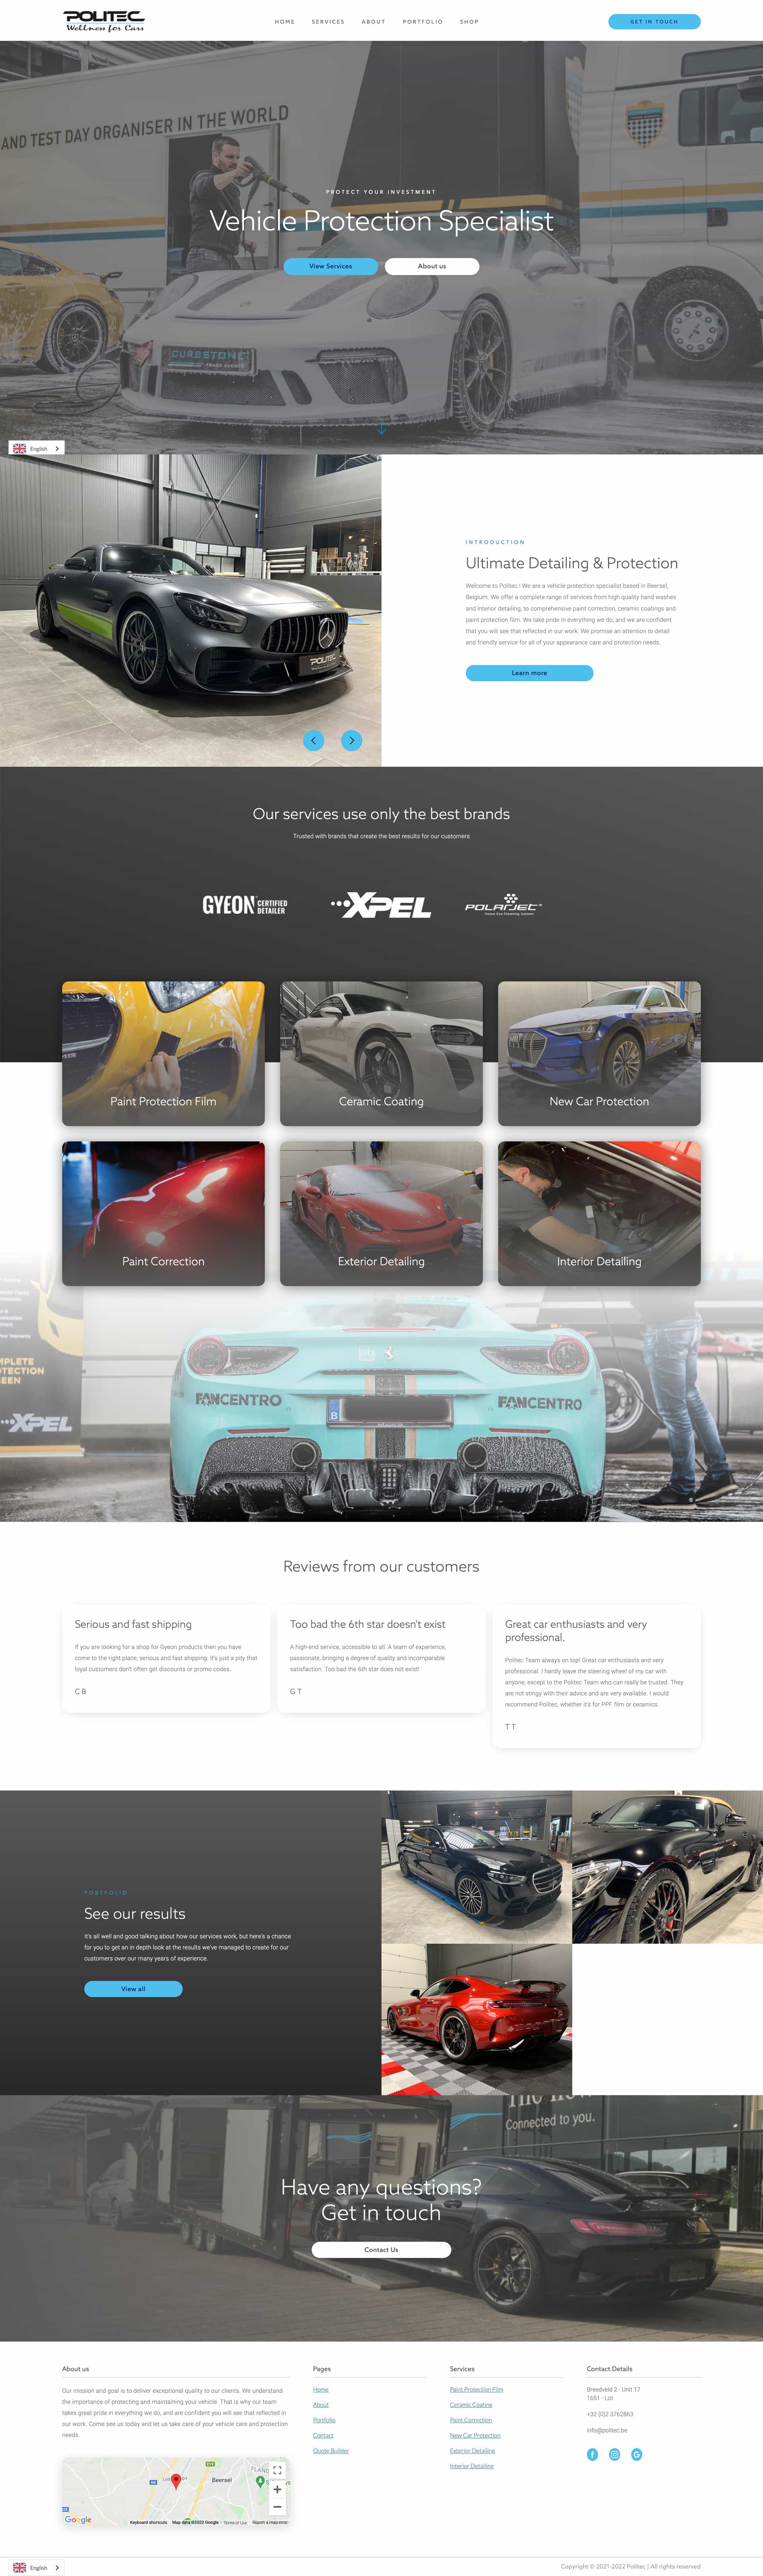 POLITEC
Wellness for Cars
HOME
SERVICES
ABOUT
PORTFOLIO
SHOP
GET IN TOUCH
AND TEST DAY ORGANISER IN THE WORLD
PROTECT YOUR INVESTMENT
Vehicle Protection Specialist
View Services
About us
CURBSTONE
TRACK EVENTS
English
INTRODUCTION
Ultimate Detailing & Protection
Welcome to Politec ! We are a vehicle protection specialist based in Beersel,
Belgium. We offer a complete range of services from high quality hand washes
and interior detailing, to comprehensive paint correction, ceramic coatings and
paint protection film. We take pride in everything we do, and we are confident
that you will see that reflected in our work. We promise an attention to detail
and friendly service for all of your appearance care and protection needs.
Learn more
POLITEC
Our services use only the best brands
Trusted with brands that create the best results for our customers
GYEON CERTIFIED
DETAILER
XPEL
POLARJET
Paint Protection Film
Ceramic Coating
New Car Protection
Paint Correction
Exterior Detailing
Interior Detailing
XPEL
FANCENTRO
FANCENTRO
B
Reviews from our customers
Serious and fast shipping
If you are looking for a shop for Gyeon products then you have
come to the right place, serious and fast shipping. It's just a pity that
loyal customers don't often get discounts or promo codes.
C B
Too bad the 6th star doesn't exist
A high-end service, accessible to all. A team of experience,
passionate, bringing a degree of quality and incomparable
satisfaction. Too bad the 6th star does not exist!
G T
Great car enthusiasts and very
professional.
Politec Team always on top! Great car enthusiasts and very
professional. I hardly leave the steering wheel of my car with
anyone, except to the Politec Team who can really be trusted. They
are not stingy with their advice and are very available. I would
recommend Politec, whether it's for PPF film or ceramics.
T T
PORTFOLIO
See our results
It's all well and good talking about how our services work, but here's a chance
for you to get an in depth look at the results we've managed to create for our
customers over our many years of experience.
View all
Connected to you.
Have any questions?
Get in touch
Contact Us
About us
Our mission and goal is to deliver exceptional quality to our clients. We understand
the importance of protecting and maintaining your vehicle. That is why our team
takes great pride in everything we do, and are confident you will see that reflected in
our work. Come see us today and let us take care of your vehicle care and protection
needs.
Beersel
Google
Keyboard shortcuts
Map data ©2022 Google
Terms of Use
Report a map error
Pages
Home
About
Portfolio
Contact
Quote Builder
Services
Paint Protection Film
Ceramic Coating
Paint Correction
New Car Protection
Exterior Detailing
Interior Detailing
Contact Details
Breedveld 2 - Unit 17
1651 - Lot
+32 (0)2 3762863
info@politec.be
English
Copyright © 2021-2022 Politec | All rights reserved